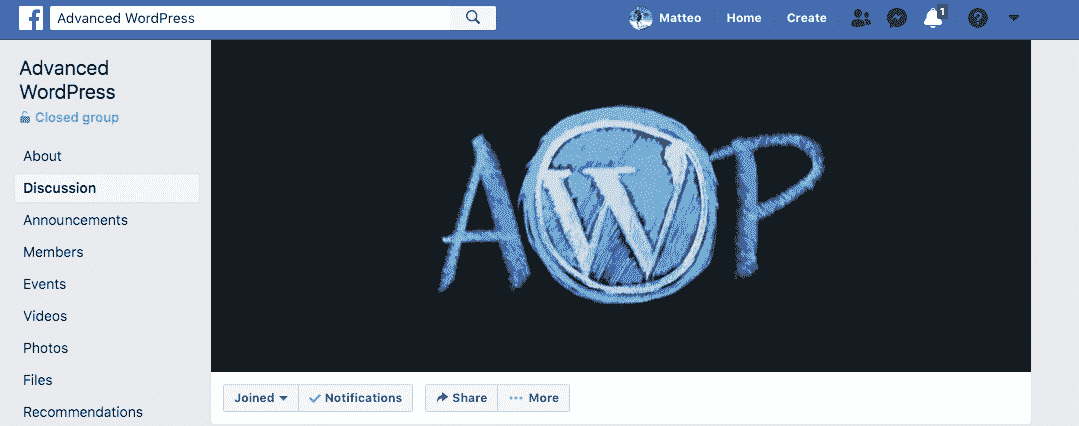 Advanced WordPress
Matteo
Home
Create
1
Advanced
WordPress
Closed group
About
Discussion
Announcements
Members
Events
Videos
Photos
Files
Recommendations
AWP
Joined
Notifications
Share
More